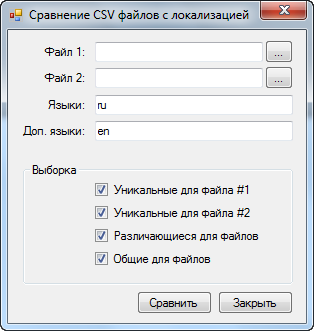 Сравнение CSV файлов с локализацией
Файл 1: ...
Файл 2: ...
Языки: ru
Доп. языки: en
Выборка
Уникальные для файла #1
Уникальные для файла #2
Различающиеся для файлов
Общие для файлов
Сравнить Закрыть